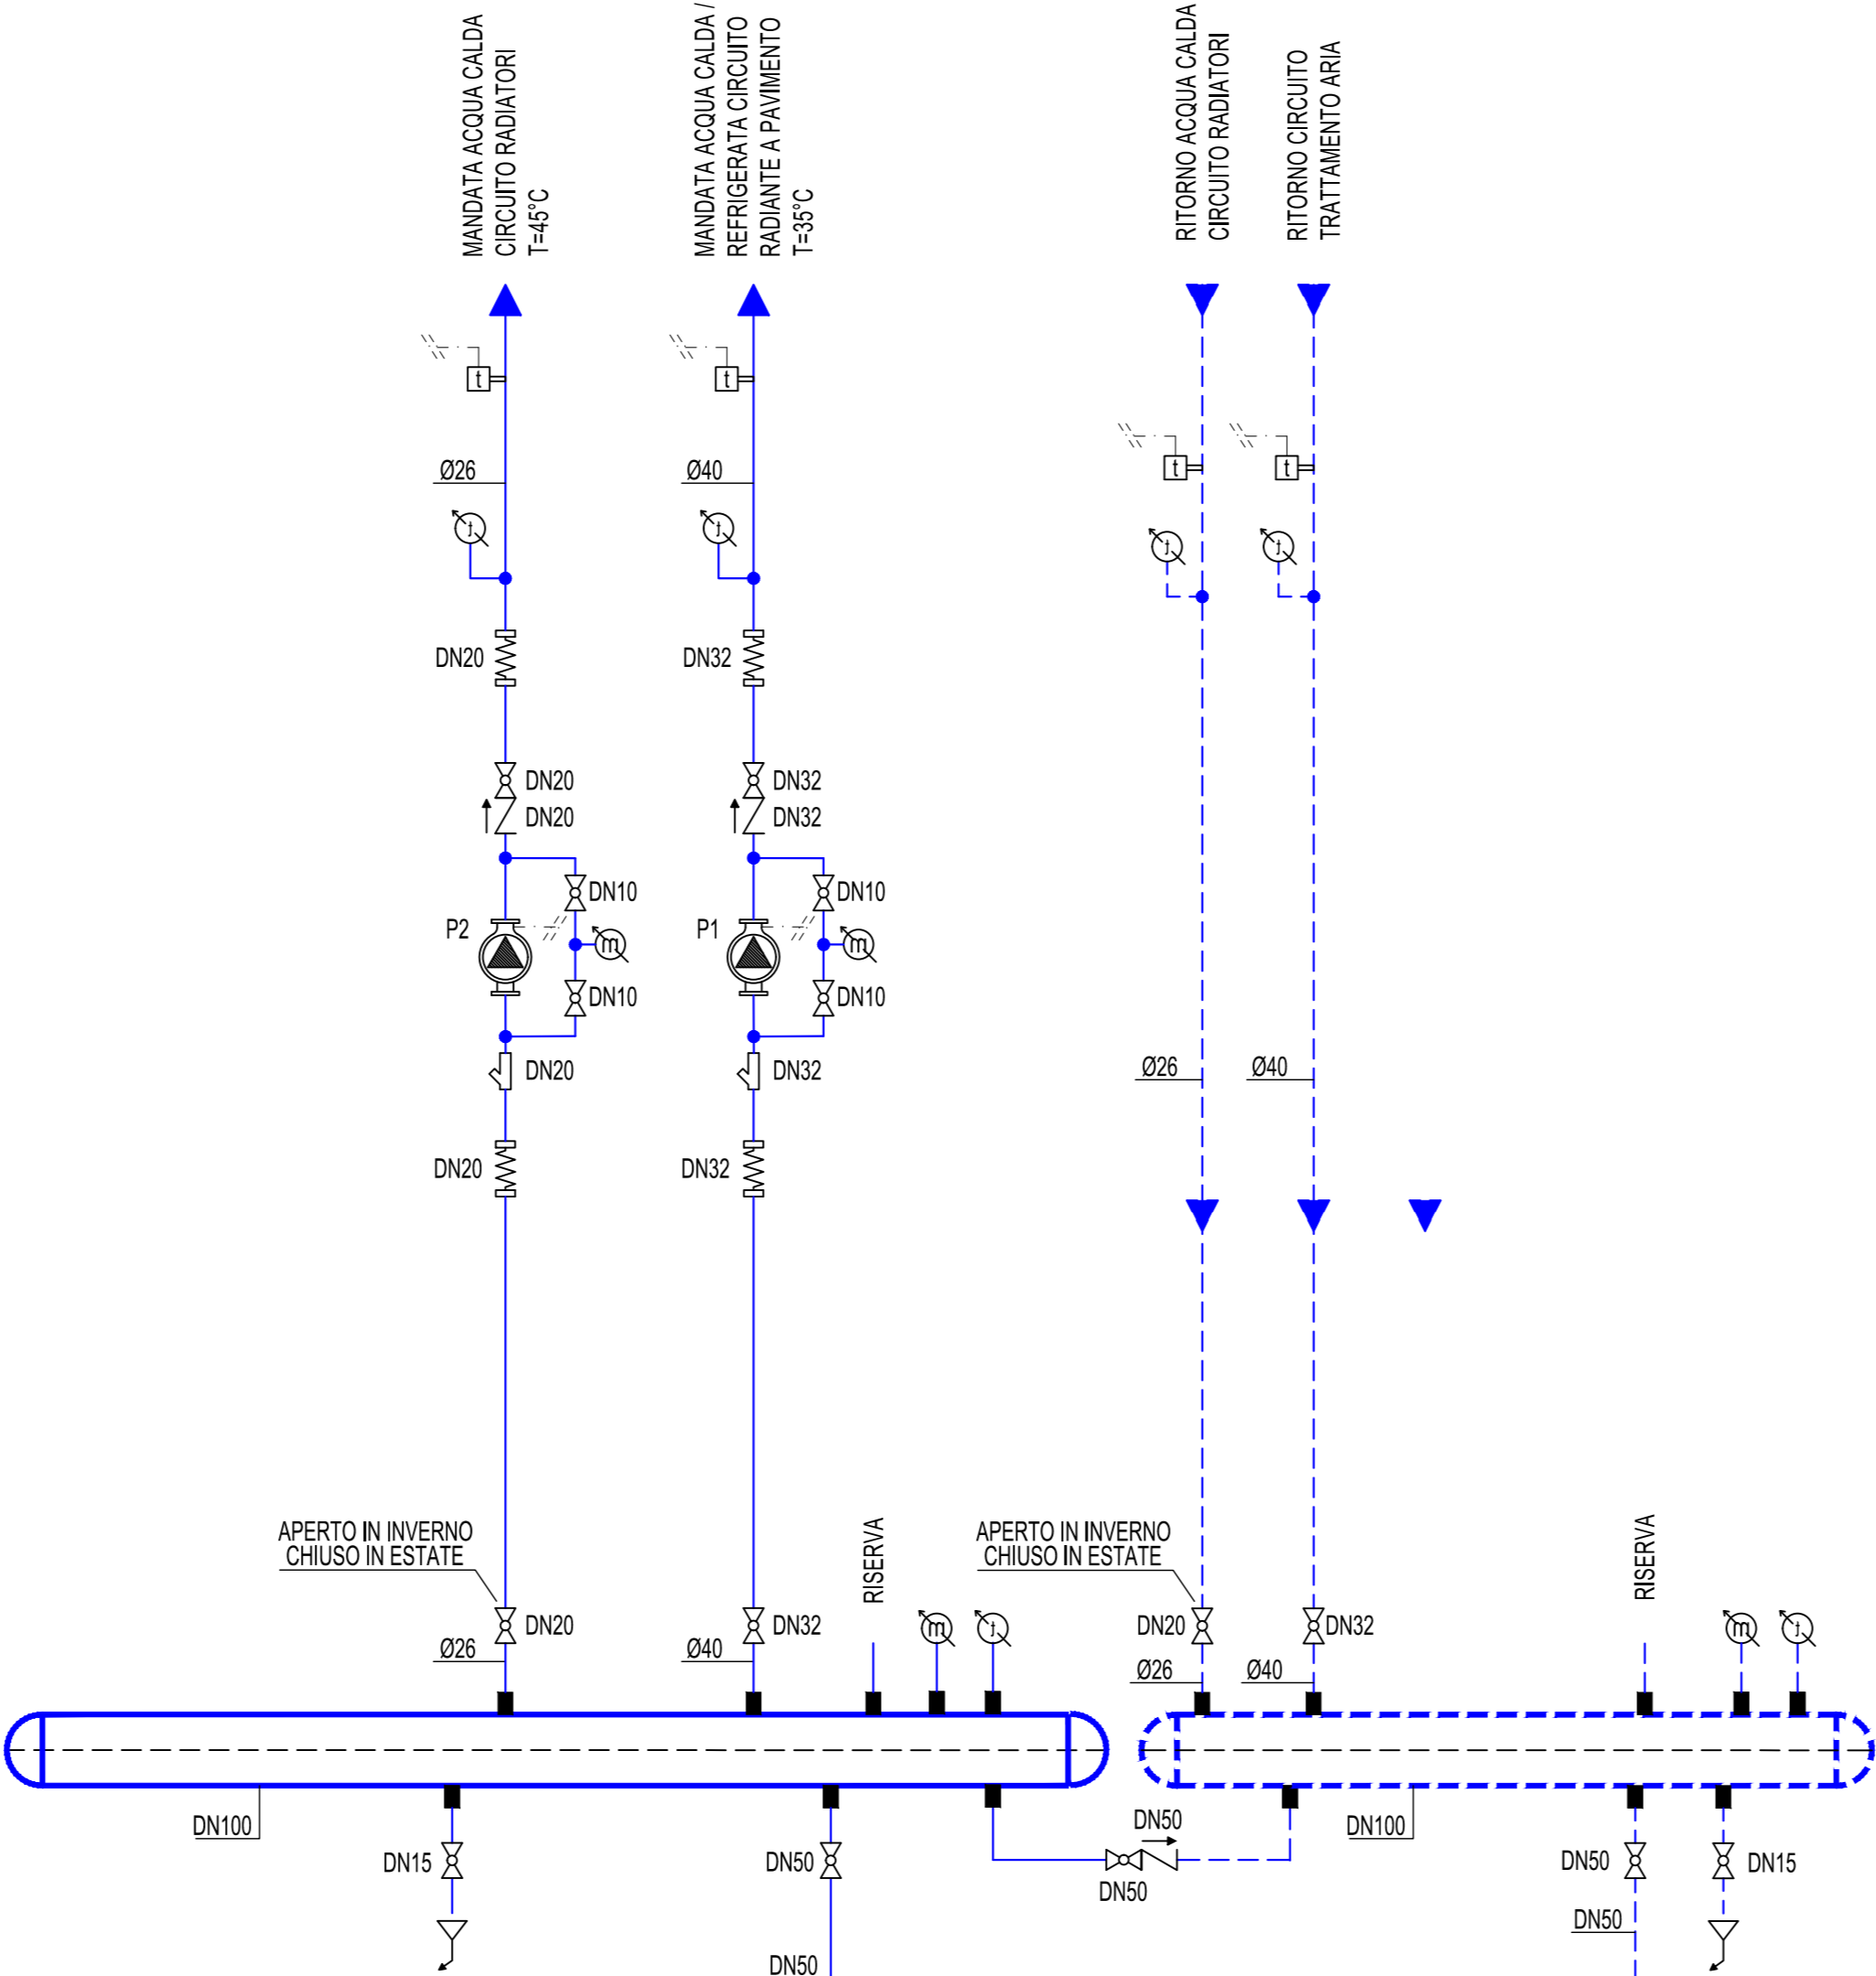 MANDATA ACQUA CALDA
CIRCUITO RADIATORI
T=45°C
MANDATA ACQUA CALDA /
REFRIGERATA CIRCUITO
RADIANTE A PAVIMENTO
T=35°C
RITORNO ACQUA CALDA
CIRCUITO RADIATORI
RITORNO CIRCUITO
TRATTAMENTO ARIA
t
t
t
t
Ø26
Ø40
t
t
t
t
DN20
DN32
DN20
DN32
DN20
DN32
DN10
DN10
P2
P1
m
m
DN10
DN10
DN20
DN32
Ø26
Ø40
DN20
DN32
APERTO IN INVERNO
CHIUSO IN ESTATE
RISERVA
APERTO IN INVERNO
CHIUSO IN ESTATE
RISERVA
DN20
DN32
m
t
DN20
DN32
m
t
Ø26
Ø40
Ø26
Ø40
DN100
DN50
DN100
DN15
DN50
DN50
DN50
DN15
DN50
DN50